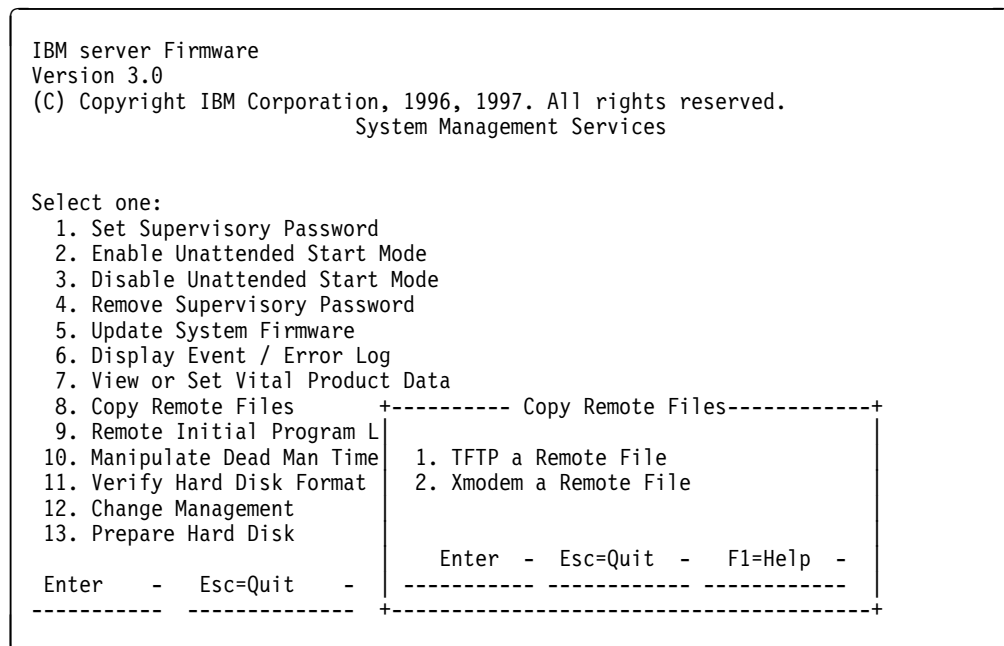 IBM server Firmware
Version 3.0
(C) Copyright IBM Corporation, 1996, 1997. All rights reserved.
System Management Services
Select one:
1. Set Supervisory Password
2. Enable Unattended Start Mode
3. Disable Unattended Start Mode
4. Remove Supervisory Password
5. Update System Firmware
6. Display Event / Error Log
7. View or Set Vital Product Data
8. Copy Remote Files +---------- Copy Remote Files------------+
9. Remote Initial Program L| |
10. Manipulate Dead Man Time| 1. TFTP a Remote File |
11. Verify Hard Disk Format | 2. Xmodem a Remote File |
12. Change Management | |
13. Prepare Hard Disk | |
| Enter - Esc=Quit - F1=Help - |
Enter - Esc=Quit - | ----------- ------------ ------------ |
----------- -------------- +----------------------------------------+